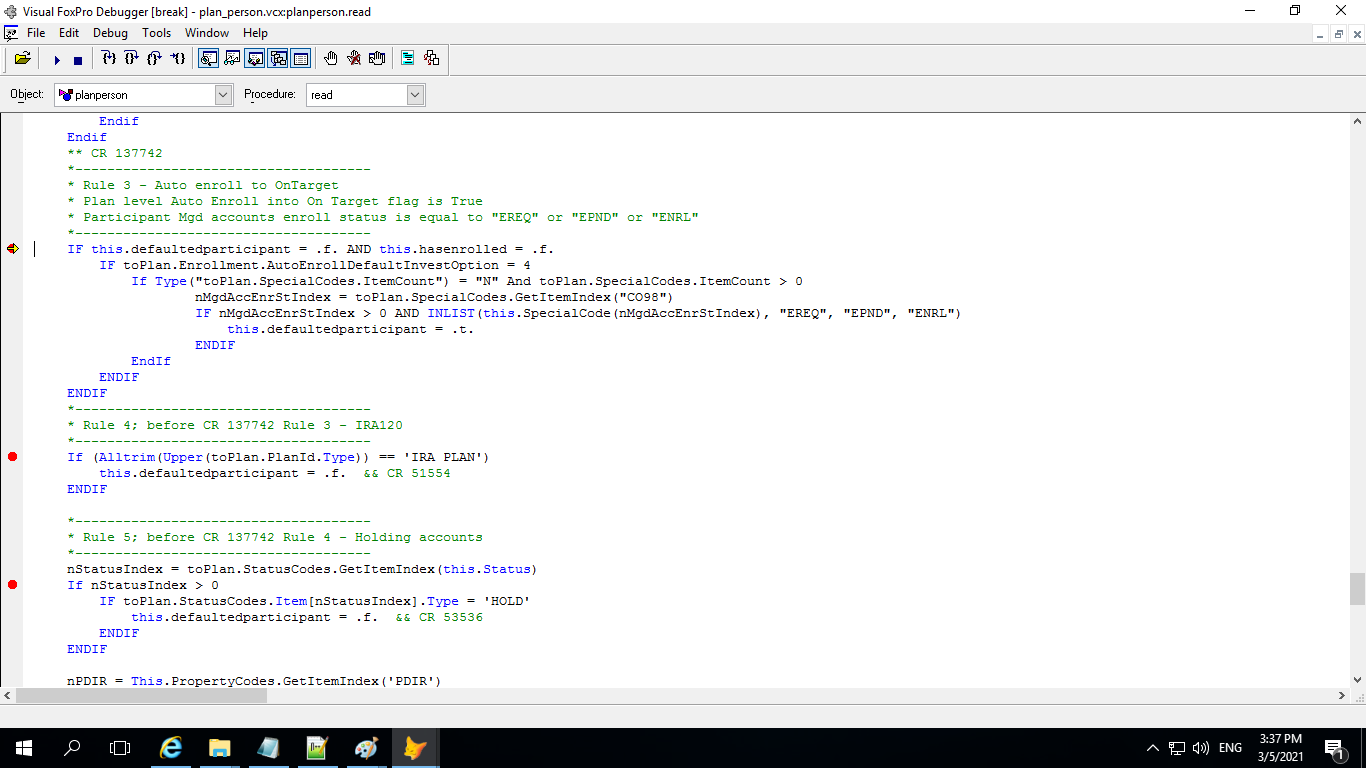 Visual FoxPro Debugger [break] - plan_person.vcx:planperson.read
File Edit Debug Tools Window Help
Object: planperson Procedure: read
Endif
Endif
** CR 137742
*-------------------------------------
* Rule 3 - Auto enroll to OnTarget
* Plan level Auto Enroll into On Target flag is True
* Participant Mgd accounts enroll status is equal to "EREQ" or "EPND" or "ENRL"
*-------------------------------------
IF this.defaultedparticipant = .f. AND this.hasenrolled = .f.
IF toPlan.Enrollment.AutoEnrollDefaultInvestOption = 4
If Type("toPlan.SpecialCodes.ItemCount") = "N" And toPlan.SpecialCodes.ItemCount > 0
nMgdAccEnrStIndex = toPlan.SpecialCodes.GetItemIndex("CO98")
IF nMgdAccEnrStIndex > 0 AND INLIST(this.SpecialCode(nMgdAccEnrStIndex), "EREQ", "EPND", "ENRL")
this.defaultedparticipant = .t.
ENDIF
EndIf
ENDIF
ENDIF
*-------------------------------------
* Rule 4; before CR 137742 Rule 3 - IRA120
*-------------------------------------
If (Alltrim(Upper(toPlan.PlanId.Type)) == 'IRA PLAN')
this.defaultedparticipant = .f. && CR 51554
ENDIF
*-------------------------------------
* Rule 5; before CR 137742 Rule 4 - Holding accounts
*-------------------------------------
nStatusIndex = toPlan.StatusCodes.GetItemIndex(this.Status)
If nStatusIndex > 0
IF toPlan.StatusCodes.Item[nStatusIndex].Type = 'HOLD'
this.defaultedparticipant = .f. && CR 53536
ENDIF
ENDIF
nPDIR = This.PropertyCodes.GetItemIndex('PDIR')
ENG
3:37 PM
3/5/2021
1